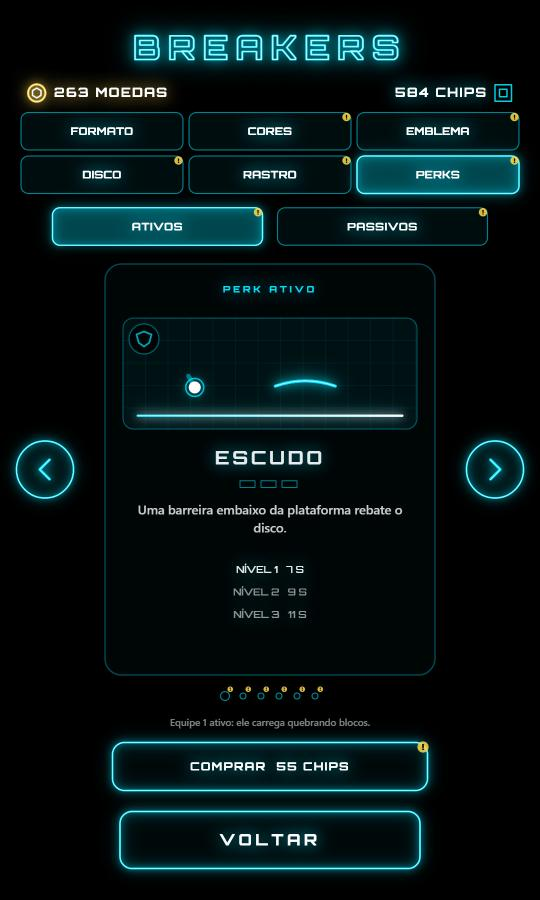 BREAKERS
263 MOEDAS
584 CHIPS
FORMATO
CORES
EMBLEMA
DISCO
RASTRO
PERKS
ATIVOS
PASSIVOS
PERK ATIVO
ESCUDO
Uma barreira embaixo da plataforma rebate o
disco.
NÍVEL 1 7 S
NÍVEL 2 9 S
NÍVEL 3 11 S
Equipe 1 ativo: ele carrega quebrando blocos.
COMPRAR 55 CHIPS
VOLTAR